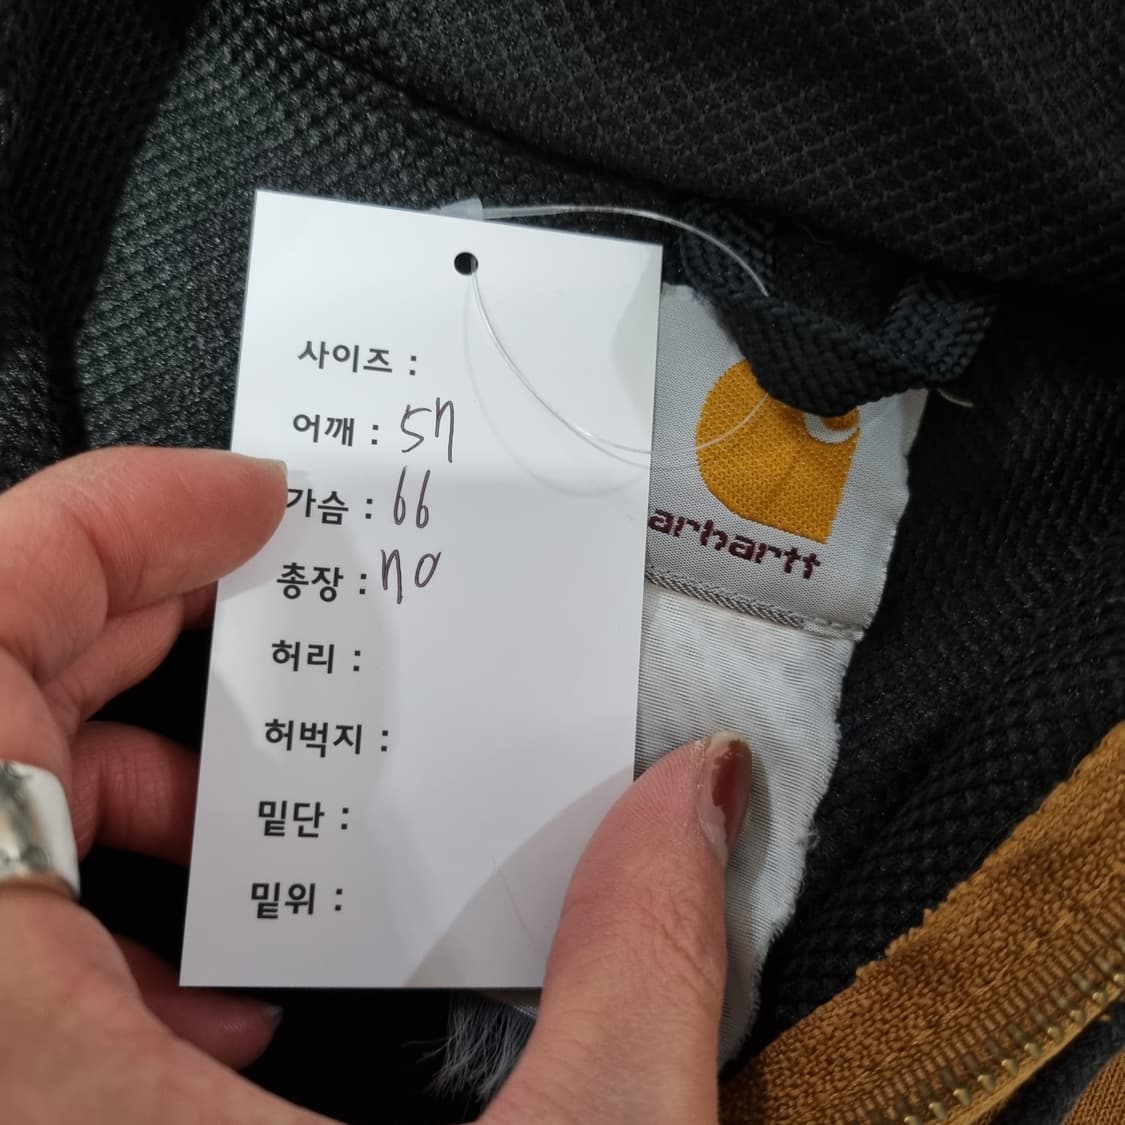 사이즈 :
어깨 : 57
가슴 : 66
총장 : 70
허리 :
허벅지 :
밑단 :
밑위 :
arhartt